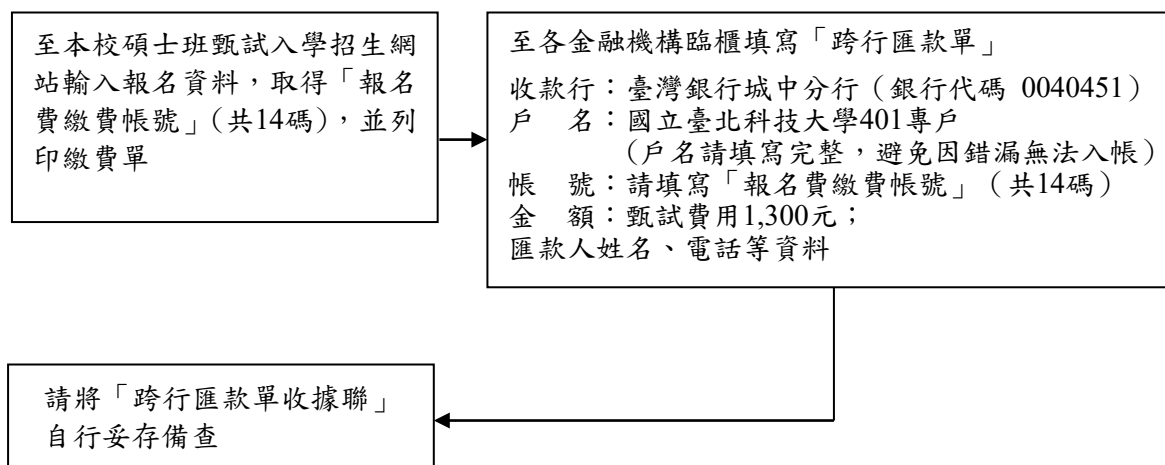 至本校碩士班甄試入學招生網
站輸入報名資料，取得「報名
費繳費帳號」(共14碼)，並列
印繳費單
至各金融機構臨櫃填寫「跨行匯款單」
收款行：臺灣銀行城中分行（銀行代碼 0040451）
戶　名：國立臺北科技大學401專戶
（戶名請填寫完整，避免因錯漏無法入帳）
帳　號：請填寫「報名費繳費帳號」（共14碼）
金　額：甄試費用1,300元；
匯款人姓名、電話等資料
請將「跨行匯款單收據聯」
自行妥存備查